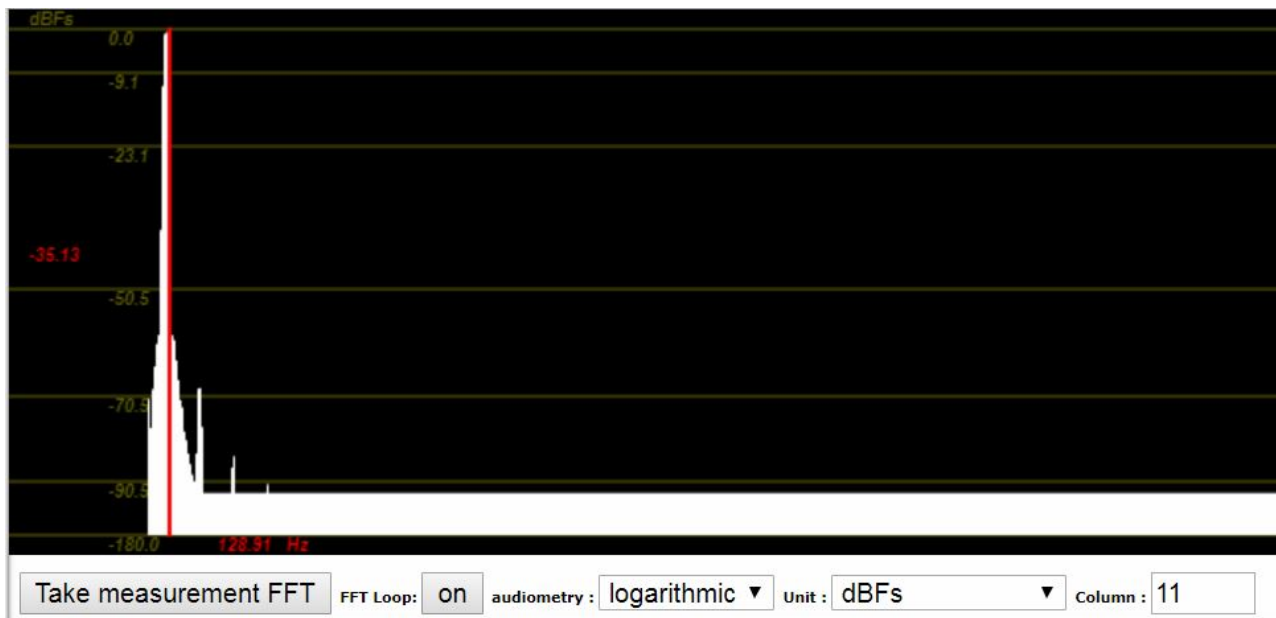 dBFs
0.0
-9.1
-23.1
-35.13
-50.5
-70.5
-90.5
-180.0 128.91 Hz
Take measurement FFT FFT Loop: on audiometry : logarithmic ▼ Unit : dBFs ▼ Column : 11